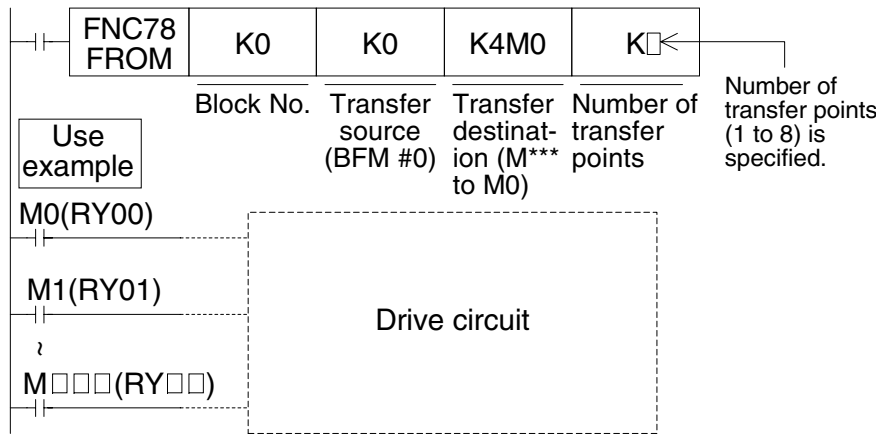 FNC78
FROM
K0
K0
K4M0
K□
Block No.
Transfer
source
(BFM #0)
Transfer
destinat-
ion (M***
to M0)
Number of
transfer
points
Number of
transfer points
(1 to 8) is
specified.
Use
example
M0(RY00)
M1(RY01)
~
M□□□(RY□□)
Drive circuit